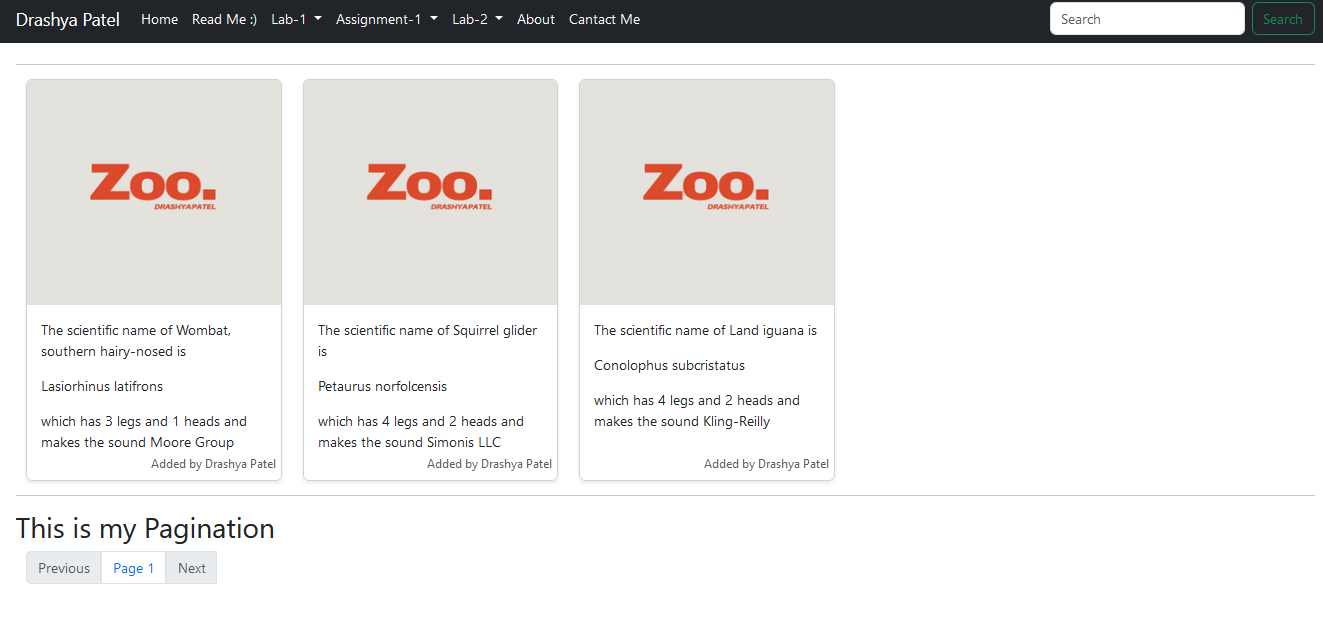 Drashya Patel Home Read Me :) Lab-1 Assignment-1 Lab-2 About Cantact Me Search Search
Zoo.
DRASHYAPATEL
The scientific name of Wombat,
southern hairy-nosed is
Lasiorhinus latifrons
which has 3 legs and 1 heads and
makes the sound Moore Group
Added by Drashya Patel
Zoo.
DRASHYAPATEL
The scientific name of Squirrel glider
is
Petaurus norfolcensis
which has 4 legs and 2 heads and
makes the sound Simonis LLC
Added by Drashya Patel
Zoo.
DRASHYAPATEL
The scientific name of Land iguana is
Conolophus subcristatus
which has 4 legs and 2 heads and
makes the sound Kling-Reilly
Added by Drashya Patel
This is my Pagination
Previous Page 1 Next